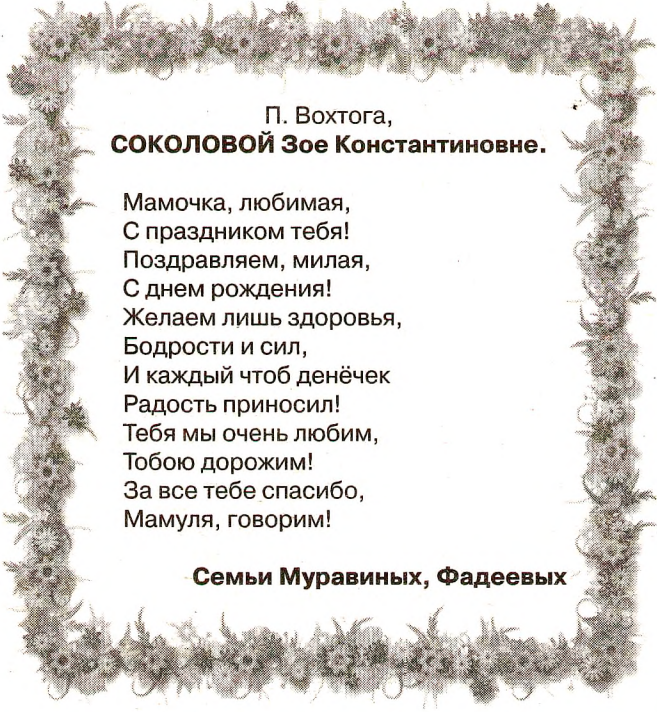 П. Вохтога,
СОКОЛОВОЙ Зое Константиновне.
Мамочка, любимая,
С праздником тебя!
Поздравляем, милая,
С днем рождения!
Желаем лишь здоровья,
Бодрости и сил,
И каждый чтоб денёчек
Радость приносил!
Тебя мы очень любим,
Тобою дорожим!
За все тебе спасибо,
Мамуля, говорим!
Семьи Муравиных, Фадеевых